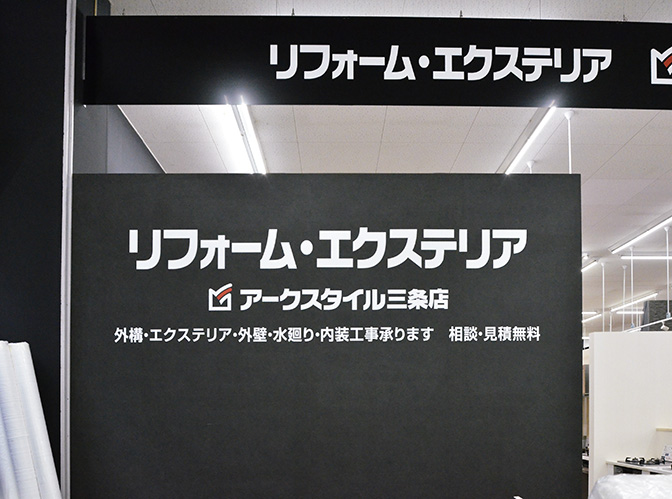 リフォーム・エクステリア
リフォーム・エクステリア
アークスタイル三条店
外構・エクステリア・外壁・水廻り・内装工事承ります　相談・見積無料